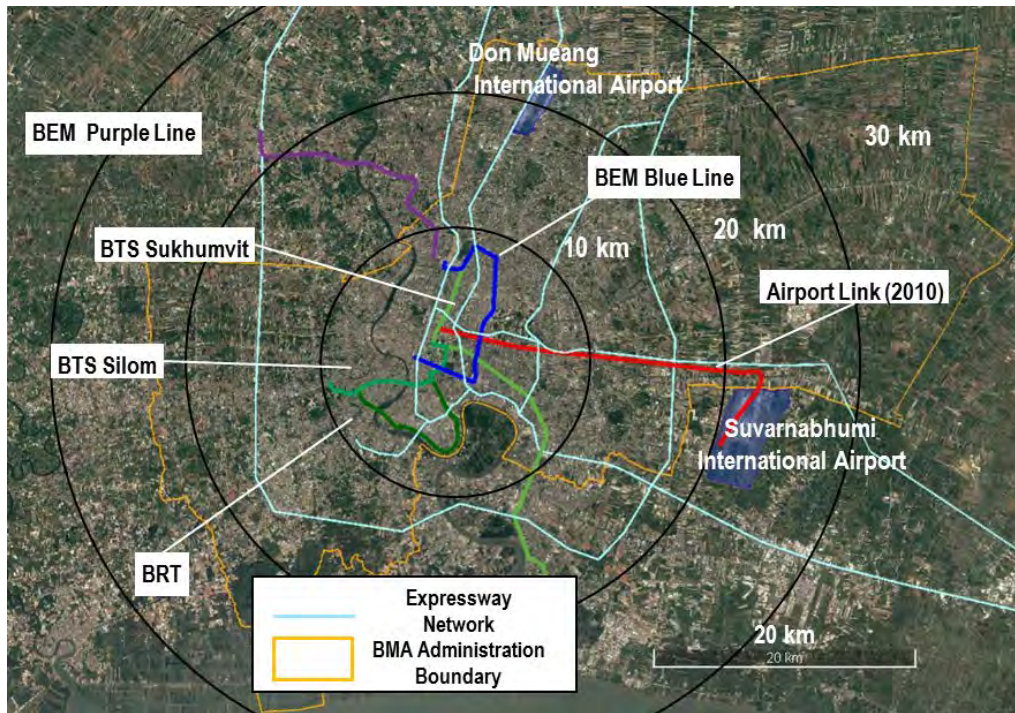 Don Mueang
International Airport
BEM Purple Line
30 km
BEM Blue Line
20 km
BTS Sukhumvit
10 km
Airport Link (2010)
BTS Silom
Suvarnabhumi
International Airport
BRT
Expressway
Network
BMA Administration
Boundary
20 km
20 km